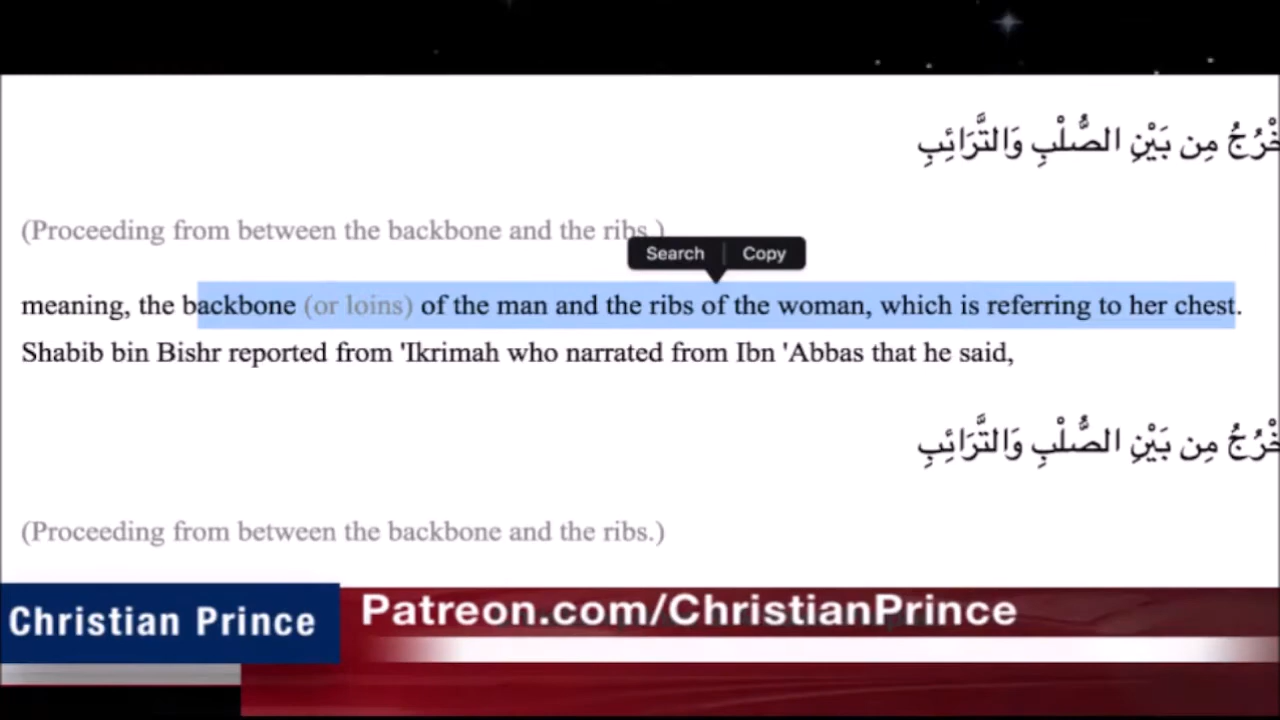 مِن بَيْنِ الصُّلْبِ وَالتَّرَائِبِ
(Proceeding from between the backbone and the ribs.)
Search Copy
meaning, the backbone (or loins) of the man and the ribs of the woman, which is referring to her chest.
Shabib bin Bishr reported from 'Ikrimah who narrated from Ibn 'Abbas that he said,
مِن بَيْنِ الصُّلْبِ وَالتَّرَائِبِ
(Proceeding from between the backbone and the ribs.)
Christian Prince
Patreon.com/ChristianPrince